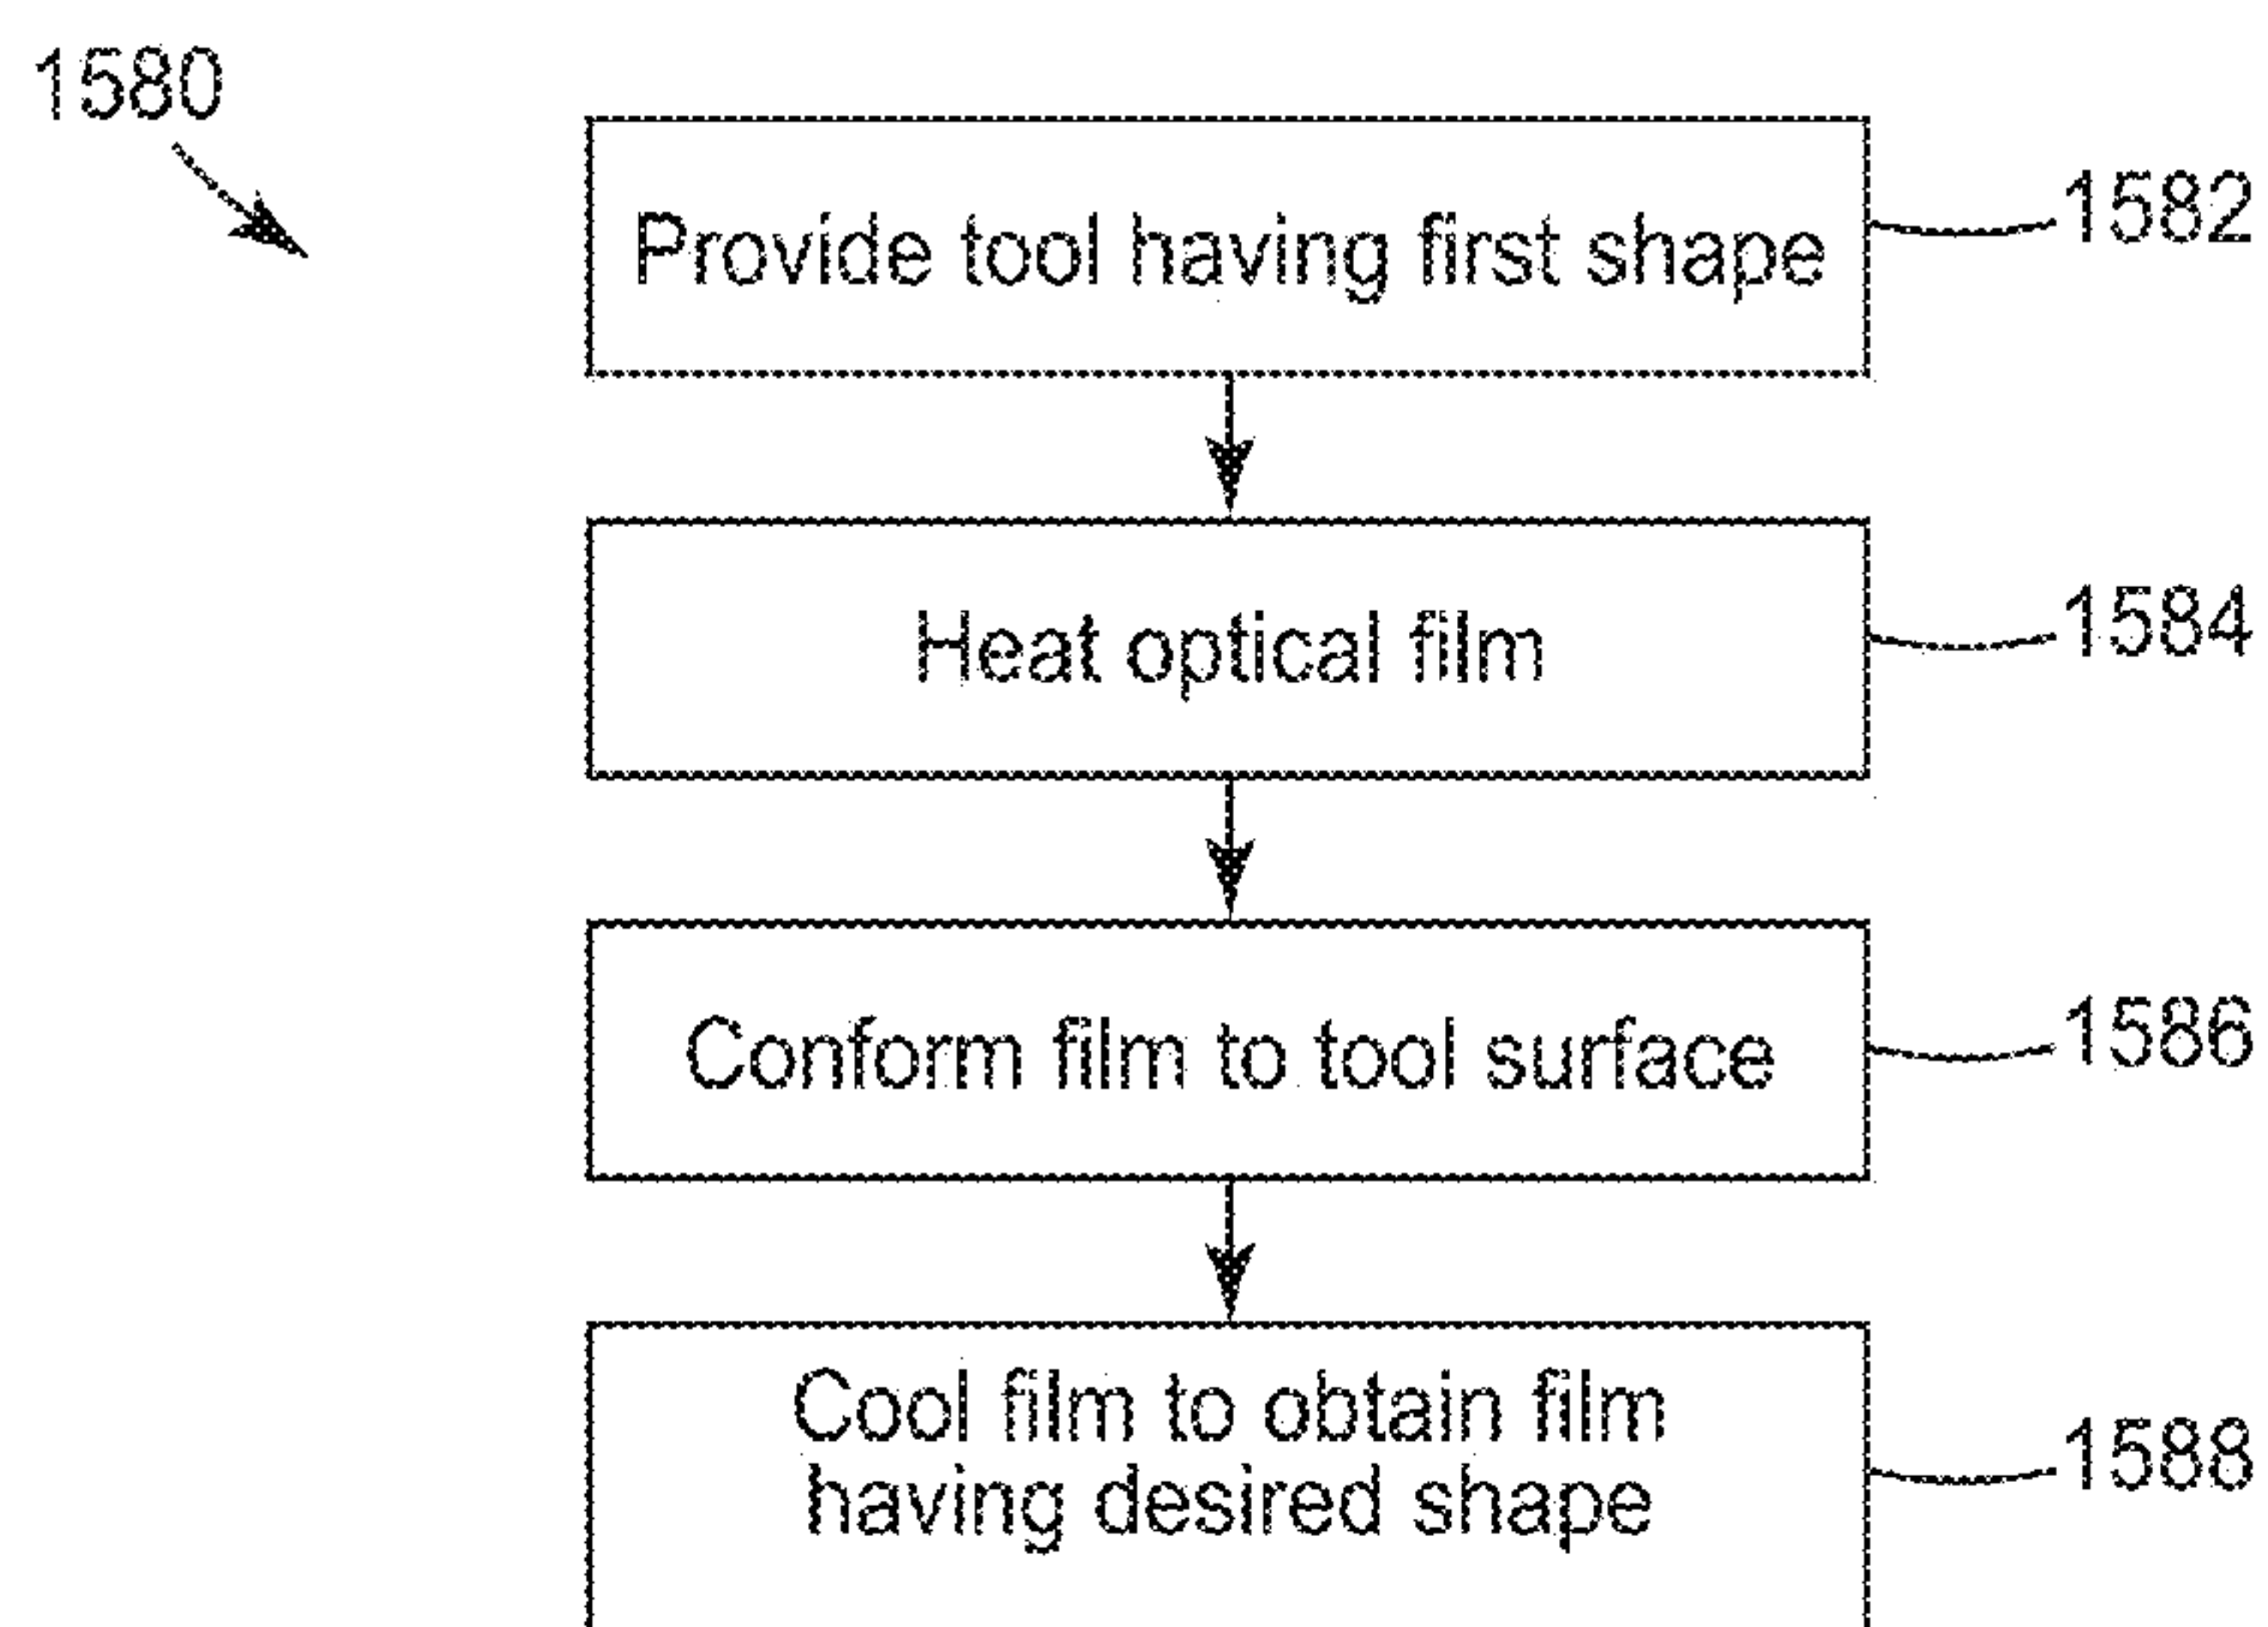 1580
Provide tool having first shape
1582
Heat optical film
1584
Conform film to tool surface
1586
Cool film to obtain film
having desired shape
1588